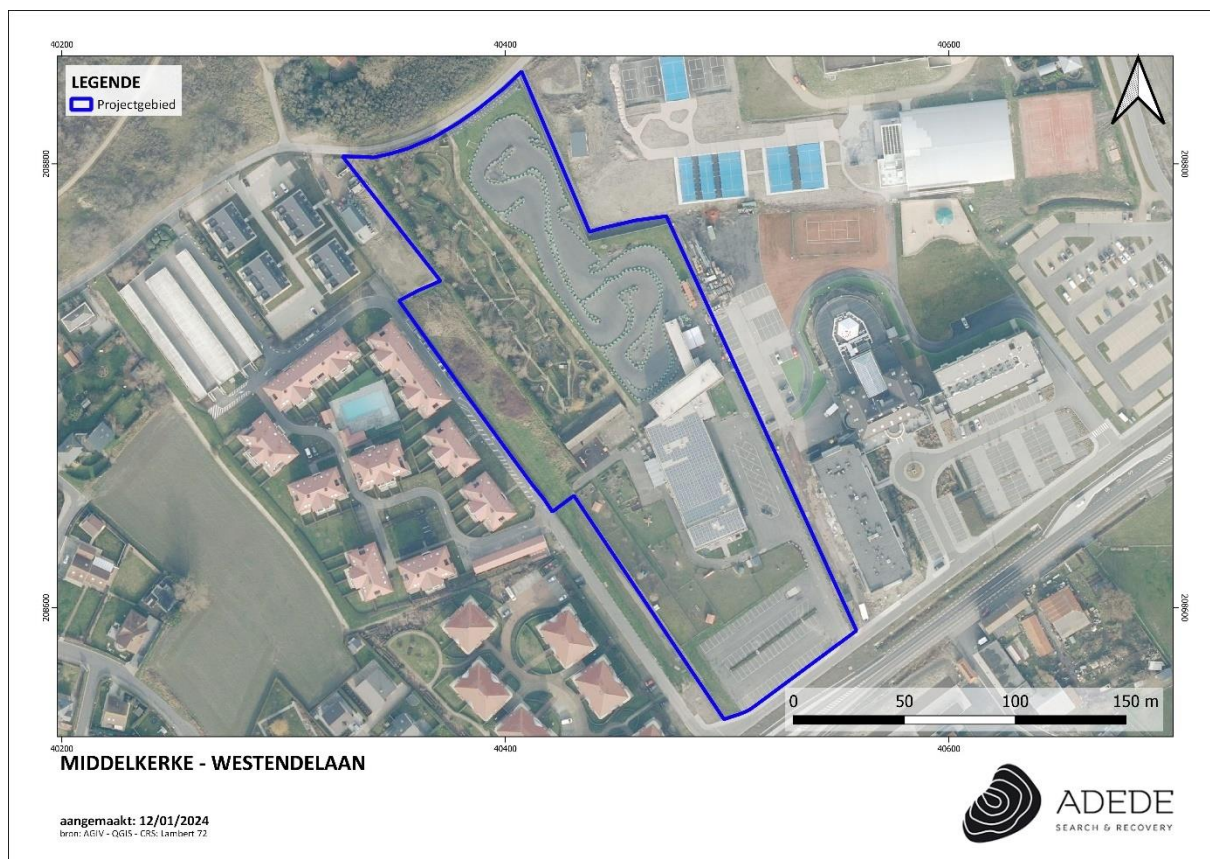 40200 40400 40600
LEGENDE
Projectgebied
208800 208800
208600 208600
0 50 100 150 m
40200 40400 40600
MIDDELKERKE - WESTENDELAAN
aangemaakt: 12/01/2024
bron: AGIV - QGIS - CRS: Lambert 72
ADEDE
SEARCH & RECOVERY